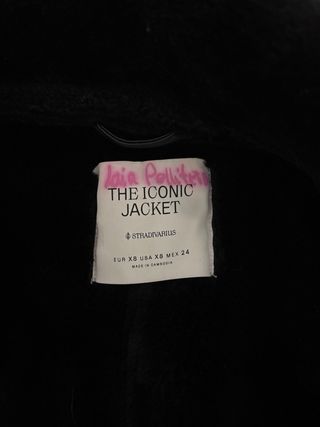 THE ICONIC
JACKET
STRADIVARIUS
EUR XS USA XS MEX 24
MADE IN CAMBODIA